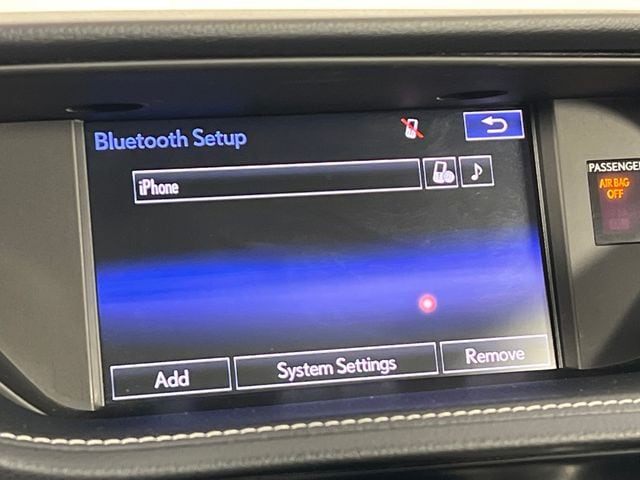 Bluetooth Setup
iPhone
PASSENGER
AIR BAG
OFF
Add
System Settings
Remove